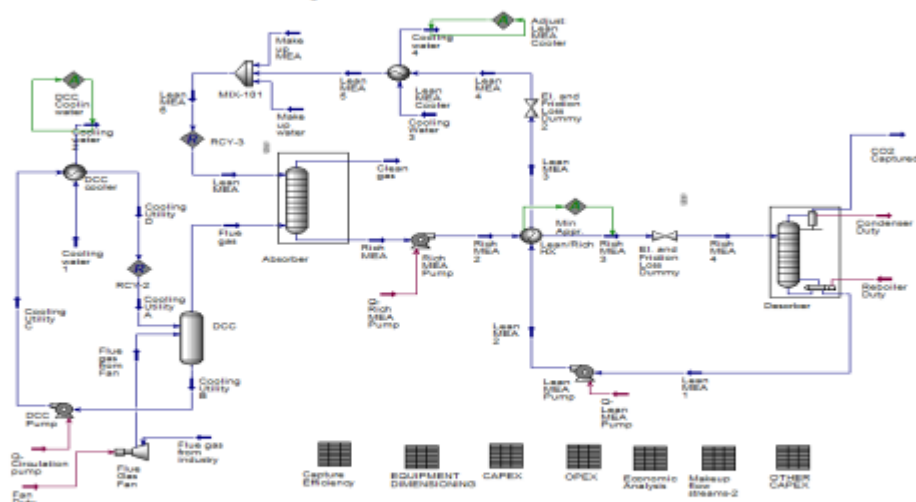 Make
up
MEA
MIX-101
Make
up
water
Lean MEA
6
RCY-3
Lean MEA
5
Cooling
water
4
Lean MEA
Cooler
Cooling
Water
3
Adjust
Lean MEA
Cooler
Lean MEA
4
El. and
Friction
Loss
Dummy
2
Lean MEA
3
DCC
water
Cooling
water
DCC
cooler
Cooling
water
1
Cooling
Utility
D
RCY-2
Cooling
Utility
A
Cooling
Utility
C
Flue gas
from
Fan
DCC
Cooling
Utility
B
DCC
Pump
Q-
Circulation
pump
Fan
Duty
Flue
Gas
Fan
Flue gas
from
industry
Flue
gas
Lean
MEA
Clean
gas
Absorber
Rich
MEA
Rich
MEA
Pump
Q-
Rich MEA
Pump
Rich
MEA
2
Min
Appr.
Lean/Rich
HX
Rich
MEA
3
El. and
Friction
Loss
Dummy
Rich
MEA
4
CO2
Captured
Condenser
Duty
Reboiler
Duty
Desorber
Lean
MEA
2
Lean MEA
Pump
Q-
Lean MEA
Pump
Lean
MEA
1
Capture
Efficiency
EQUIPMENT
DIMENSIONING
CAPEX
OPEX
Economic
Analysis
Makeup
flow
streams-2
OTHER
CAPEX